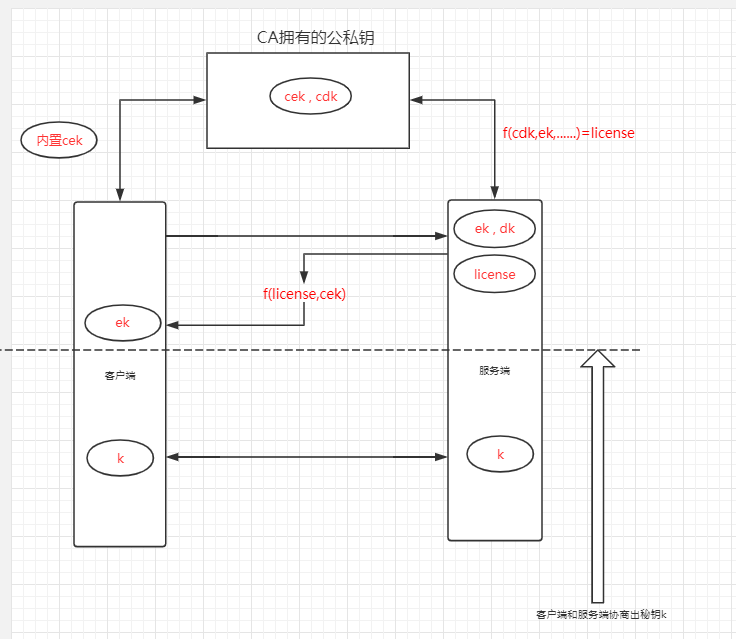 CA拥有的公私钥
cek , cdk
内置cek
f(cdk,ek,......)=license
ek , dk
license
f(license,cek)
ek
客户端
服务端
k
k
客户端和服务端协商出秘钥k